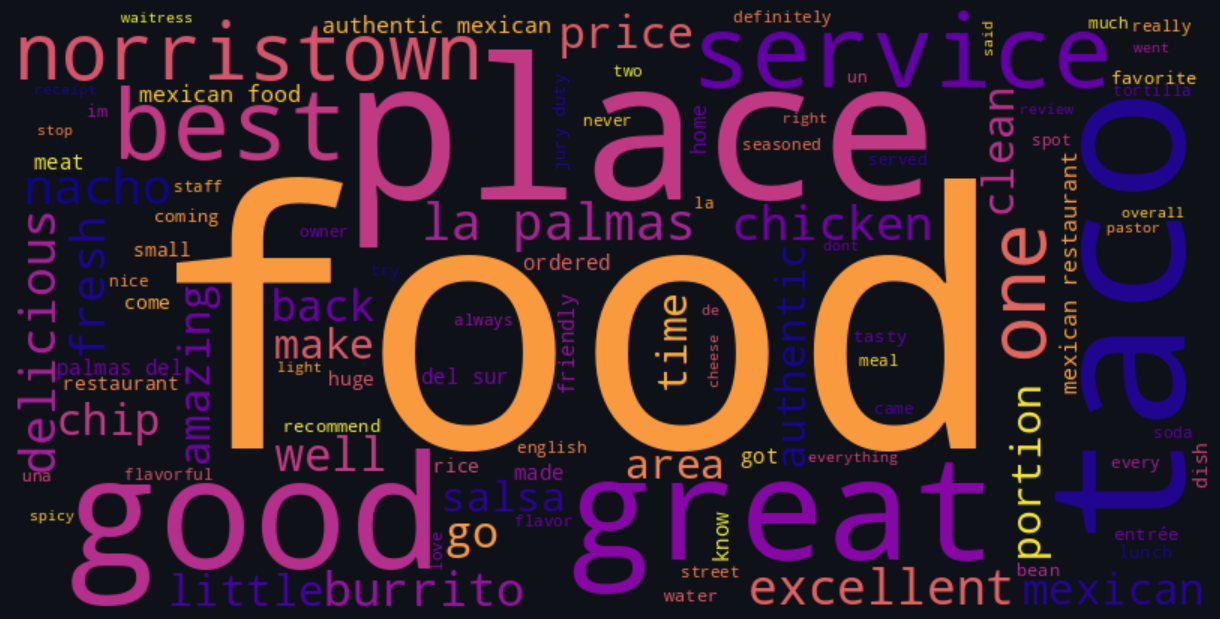 waitress
authentic mexican
price
definitely
said
much
really
norristown
service
went
two
un
favorite
receipt
mexican food
best
place
jury duty
tortilla
im
never
home
right
review
stop
seasoned
clean
spot
meat
served
taco
nacho
staff
mexican restaurant
delicious
fresh
coming
la palmas
la
chicken
overall
pastor
owner
dont
small
food
ordered
one
try
nice
come
amazing
back
always
friendly
time
de
authentic
tasty
make
cheese
meal
palmas del
light
huge
del sur
restaurant
chip
came
portion
recommend
well
english
area
got
everything
soda
una
flavorful
rice
made
every
dish
good
salsa
great
spicy
flavor
know
go
love
entrée
lunch
street
bean
little
burrito
water
excellent
mexican